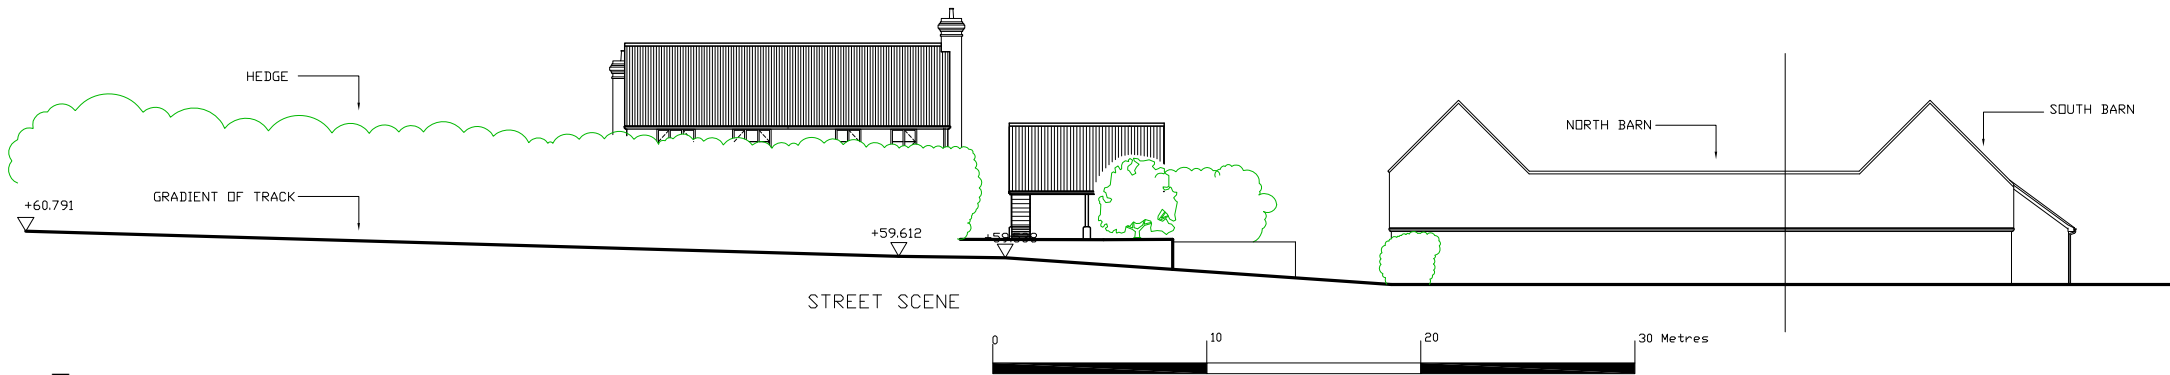 HEDGE
SOUTH BARN
NORTH BARN
GRADIENT OF TRACK
+60.791
+59.612
STREET SCENE
0
10
20
30 Metres